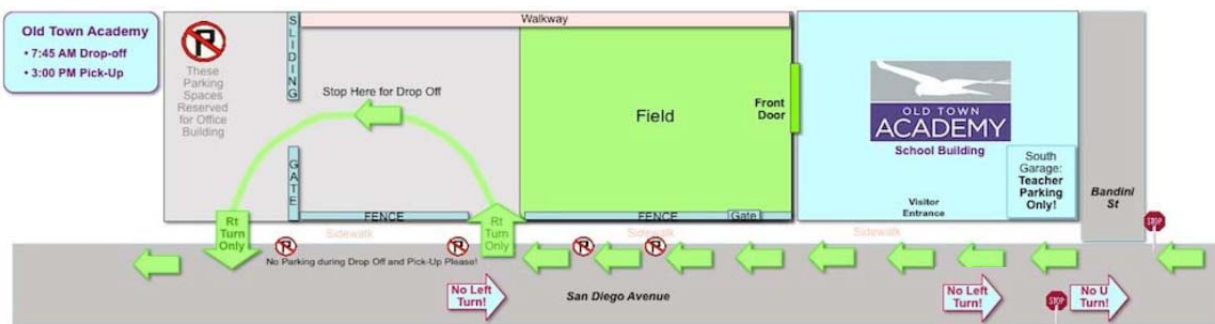 Old Town Academy
• 7:45 AM Drop-off
• 3:00 PM Pick-Up
P
These
Parking
Spaces
Reserved
for Office
Building
SLIDING
GATE
Walkway
Stop Here for Drop Off
Field
Front
Door
OLD TOWN
ACADEMY
School Building
South
Garage:
Teacher
Parking
Only!
Visitor
Entrance
Bandini
St
STOP
FENCE
FENCE
Gate
Rt
Turn
Only
Rt
Turn
Only
Sidewalk
Sidewalk
Sidewalk
P
P
P
P
No Parking during Drop Off and Pick-Up Please!
No Left
Turn!
San Diego Avenue
No Left
Turn!
STOP
No U
Turn!